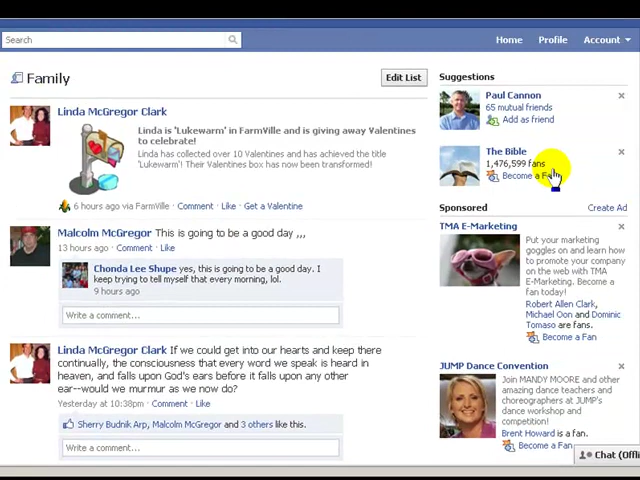 Search
Home
Profile
Account
Family
Edit List
Linda McGregor Clark
Linda is 'Lukewarm' in FarmVille and is giving away Valentines
to celebrate!
Linda has collected over 10 Valentines and has achieved the title
'Lukewarm'! Their Valentines box has now been transformed!
6 hours ago via FarmVille · Comment · Like · Get a Valentine
Malcolm McGregor This is going to be a good day ,,,
13 hours ago · Comment · Like
Chonda Lee Shupe yes, this is going to be a good day. I
keep trying to tell myself that every morning, lol.
9 hours ago
Write a comment...
Linda McGregor Clark If we could get into our hearts and keep there
continually, the consciousness that every word we speak is heard in
heaven, and falls upon God's ears before it falls upon any other
ear--would we murmur as we now do?
Yesterday at 10:38pm · Comment · Like
Sherry Budnik Arp, Malcolm McGregor and 3 others like this.
Write a comment...
Suggestions
Paul Cannon
65 mutual friends
Add as friend
The Bible
1,476,599 fans
Become a Fan
Sponsored
Create Ad
TMA E-Marketing
Put your marketing
goggles on and learn
how to promote your
company on the web
with TMA
E-Marketing. Become a
fan today!
Robert Allen Clark,
Michael Oon and Dominic
Tomaso are fans.
Become a Fan
JUMP Dance Convention
Join MANDY MOORE and other
amazing dance teachers and
choreographers at JUMP's
dance workshop and
competition!
Brent Howard is a fan.
Become a Fan
Chat (Offli